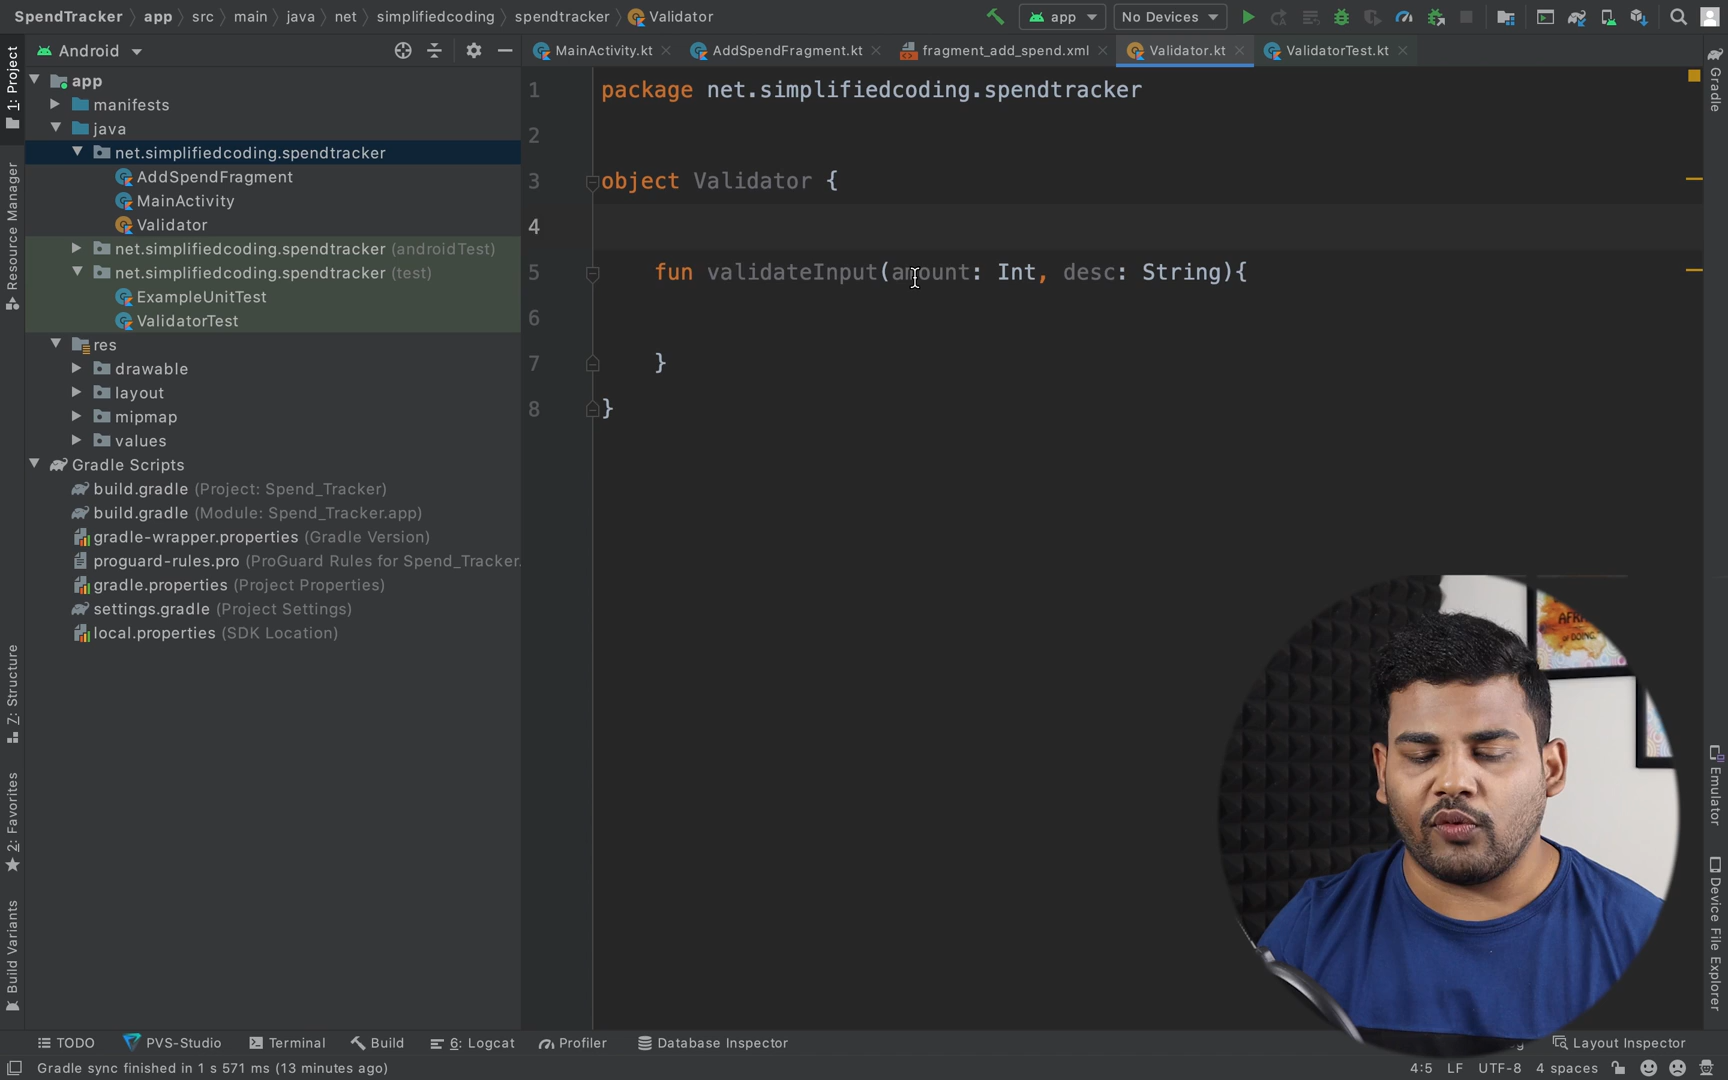 SpendTracker app src main java net simplifiedcoding spendtracker Validator
app No Devices
1: Project
Android
MainActivity.kt AddSpendFragment.kt fragment_add_spend.xml Validator.kt ValidatorTest.kt
Gradle
app
manifests
java
net.simplifiedcoding.spendtracker
AddSpendFragment
MainActivity
Validator
net.simplifiedcoding.spendtracker (androidTest)
net.simplifiedcoding.spendtracker (test)
ExampleUnitTest
ValidatorTest
res
drawable
layout
mipmap
values
Gradle Scripts
build.gradle (Project: Spend_Tracker)
build.gradle (Module: Spend_Tracker.app)
gradle-wrapper.properties (Gradle Version)
proguard-rules.pro (ProGuard Rules for Spend_Tracker.
gradle.properties (Project Properties)
settings.gradle (Project Settings)
local.properties (SDK Location)
Resource Manager
7: Structure
2: Favorites
Build Variants
1 package net.simplifiedcoding.spendtracker
2
3 object Validator {
4
5 fun validateInput(amount: Int, desc: String){
6
7 }
8 }
AFRA
OF DOING.
Emulator
Device File Explorer
TODO PVS-Studio Terminal Build 6: Logcat Profiler Database Inspector Layout Inspector
Gradle sync finished in 1 s 571 ms (13 minutes ago) 4:5 LF UTF-8 4 spaces